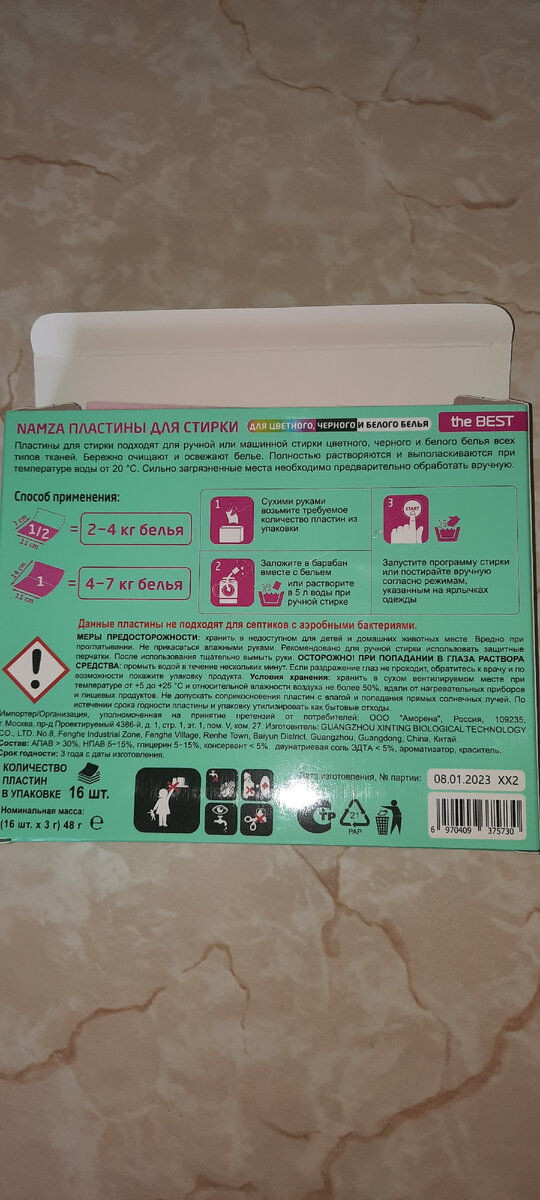 NAMZA ПЛАСТИНЫ ДЛЯ СТИРКИ ДЛЯ ЦВЕТНОГО, ЧЕРНОГО И БЕЛОГО БЕЛЬЯ the BEST
Пластины для стирки подходят для ручной или машинной стирки цветного, черного и белого белья всех
типов тканей. Бережно очищают и освежают белье. Полностью растворяются и выполаскиваются при
температуре воды от 20 °C. Сильно загрязненные места необходимо предварительно обработать вручную.
Способ применения:
7 cm
11 cm
1/2
= 2–4 кг белья
14 cm
11 cm
1
= 4–7 кг белья
1
Сухими руками
возьмите требуемое
количество пластин из
упаковки
2
Заложите в барабан
вместе с бельем
или растворите
в 5 л воды при
ручной стирке
3
START
Запустите программу стирки
или постирайте вручную
согласно режимам,
указанным на ярлычках
одежды
Данные пластины не подходят для септиков с аэробными бактериями.
МЕРЫ ПРЕДОСТОРОЖНОСТИ: хранить в недоступном для детей и домашних животных месте. Вредно при
проглатывании. Не прикасаться влажными руками. Рекомендовано для ручной стирки использовать защитные
перчатки. После использования тщательно вымыть руки. ОСТОРОЖНО! ПРИ ПОПАДАНИИ В ГЛАЗА РАСТВОРА
СРЕДСТВА: промыть водой в течение нескольких минут. Если раздражение глаз не проходит, обратитесь к врачу и по
возможности покажите упаковку продукта. Условия хранения: хранить в сухом вентилируемом месте при
температуре от +5 до +25 °C и относительной влажности воздуха не более 50%, вдали от нагревательных приборов
и пищевых продуктов. Не допускать соприкосновения пластин с влагой и попадания прямых солнечных лучей. По
истечении срока годности пластины и упаковку утилизировать как бытовые отходы.
Импортер/Организация, уполномоченная на принятие претензий от потребителей: ООО "Аморена", Россия, 109235,
г. Москва, пр-д Проектируемый 4386-й, д. 1, стр. 1, эт. 1, пом. V, ком. 27. Изготовитель: GUANGZHOU XINTING BIOLOGICAL TECHNOLOGY
CO., LTD. No.8, Fenghe Industrial Zone, Fenghe Village, Renhe Town, Baiyun District, Guangzhou, Guangdong, China, Китай.
Состав: АПАВ > 30%, НПАВ 5–15%, глицерин 5–15%, консервант < 5%, двунатриевая соль ЭДТА < 5%, ароматизатор, краситель.
Срок годности: 3 года с даты изготовления.
КОЛИЧЕСТВО
ПЛАСТИН
В УПАКОВКЕ 16 ШТ.
Номинальная масса:
(16 шт. x 3 г) 48 г ℮
Дата изготовления, № партии: 08.01.2023 XX2
21
PAP
6 970409 375730